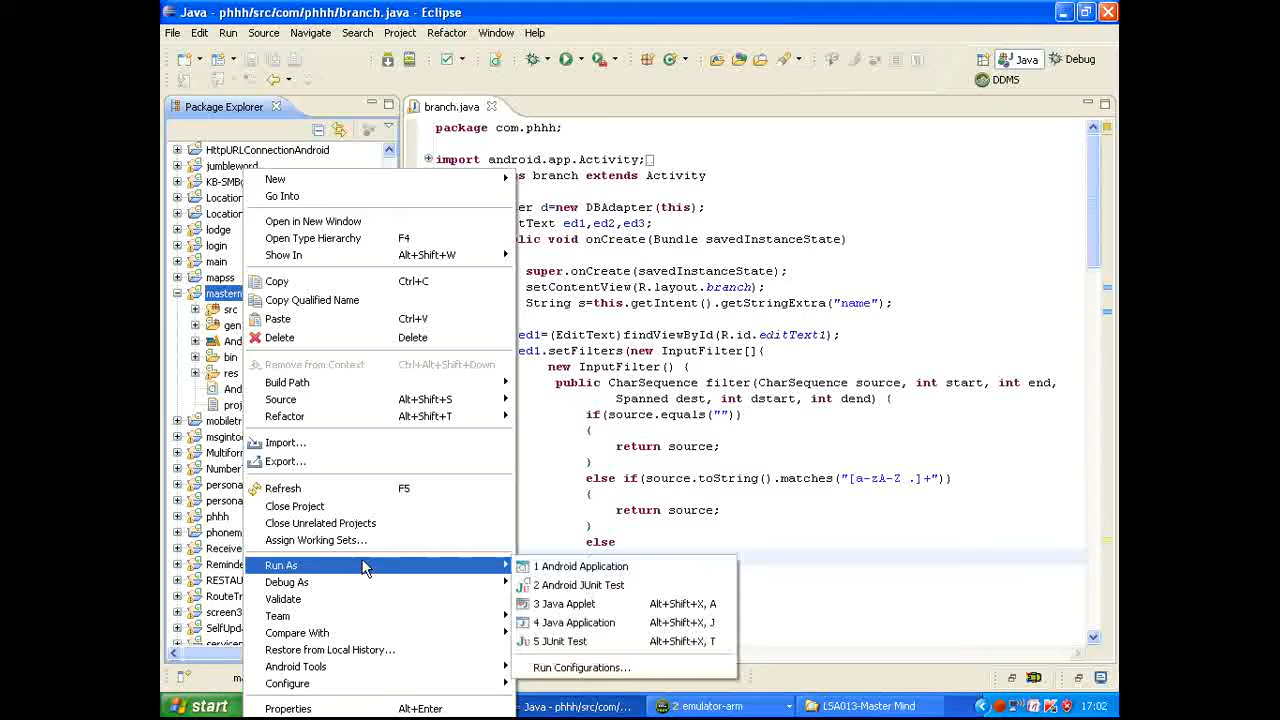 Java - phhh/src/com/phhh/branch.java - Eclipse
File Edit Run Source Navigate Search Project Refactor Window Help
Java Debug
DDMS
Package Explorer
branch.java
HttpURLConnectionAndroid
jumbleword
KB-SMB
Location
Location
lodge
login
main
mapss
master
src
gen
And
bin
res
And
proj
mobiletr
msginto
Multiform
Number
persona
persona
phhh
phonem
Receive
Remind
RESTAU
RouteTr
screen3
SelfUpd
New
Go Into
Open in New Window
Open Type Hierarchy F4
Show In Alt+Shift+W
Copy Ctrl+C
Copy Qualified Name
Paste Ctrl+V
Delete Delete
Remove from Context Ctrl+Alt+Shift+Down
Build Path
Source Alt+Shift+S
Refactor Alt+Shift+T
Import...
Export...
Refresh F5
Close Project
Close Unrelated Projects
Assign Working Sets...
Run As
Debug As
Validate
Team
Compare With
Restore from Local History...
Android Tools
Configure
Properties Alt+Enter
1 Android Application
2 Android JUnit Test
3 Java Applet Alt+Shift+X, A
4 Java Application Alt+Shift+X, J
5 JUnit Test Alt+Shift+X, T
Run Configurations...
package com.phhh;
import android.app.Activity;
s branch extends Activity
er d=new DBAdapter(this);
tText ed1,ed2,ed3;
blic void onCreate(Bundle savedInstanceState)
super.onCreate(savedInstanceState);
setContentView(R.layout.branch);
String s=this.getIntent().getStringExtra("name");
ed1=(EditText)findViewById(R.id.editText1);
ed1.setFilters(new InputFilter[]{
new InputFilter() {
public CharSequence filter(CharSequence source, int start, int end,
Spanned dest, int dstart, int dend) {
if(source.equals(""))
{
return source;
}
else if(source.toString().matches("[a-zA-Z .]+"))
{
return source;
}
else
start
Java - phhh/src/com/...
2 emulator-arm
LSA013-Master Mind
17:02